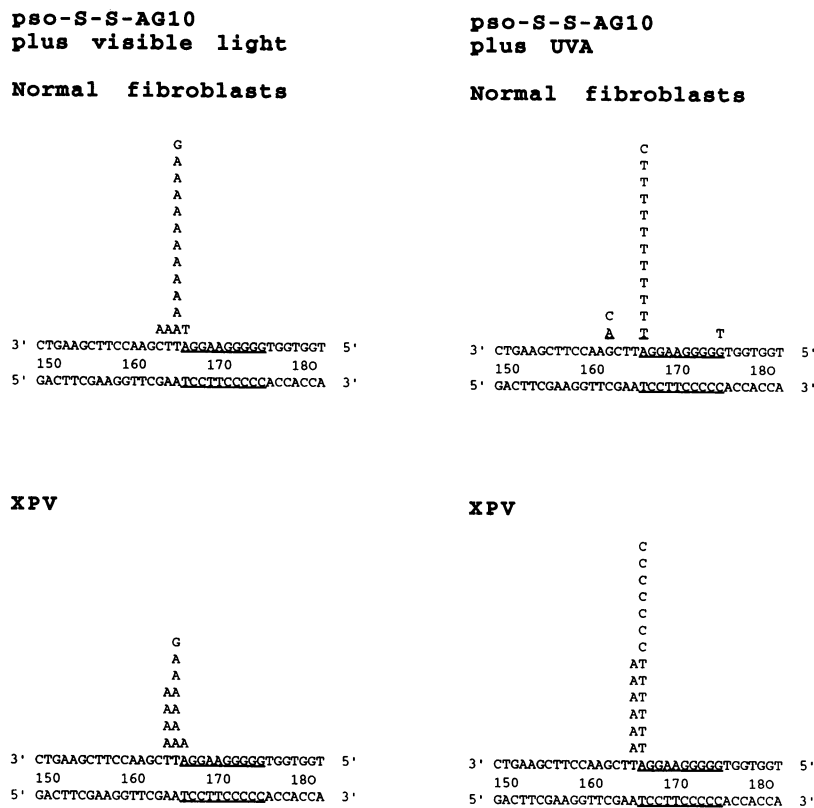 pso-S-S-AG10
plus visible light
Normal fibroblasts
G
A
A
A
A
A
A
A
A
A
A
AAAT
3' CTGAAGCTTCCAAGCTTAGGAAGGGGGTGGTGGT 5'
150 160 170 180
5' GACTTCGAAGGTTCGAATCCTTCCCCCACCACCA 3'
pso-S-S-AG10
plus UVA
Normal fibroblasts
C
T
T
T
T
T
T
T
T
T
C T
A T T
3' CTGAAGCTTCCAAGCTTAGGAAGGGGGTGGTGGT 5'
150 160 170 180
5' GACTTCGAAGGTTCGAATCCTTCCCCCACCACCA 3'
XPV
G
A
A
AA
AA
AA
AAA
3' CTGAAGCTTCCAAGCTTAGGAAGGGGGTGGTGGT 5'
150 160 170 180
5' GACTTCGAAGGTTCGAATCCTTCCCCCACCACCA 3'
XPV
C
C
C
C
C
C
C
AT
AT
AT
AT
AT
AT
3' CTGAAGCTTCCAAGCTTAGGAAGGGGGTGGTGGT 5'
150 160 170 180
5' GACTTCGAAGGTTCGAATCCTTCCCCCACCACCA 3'